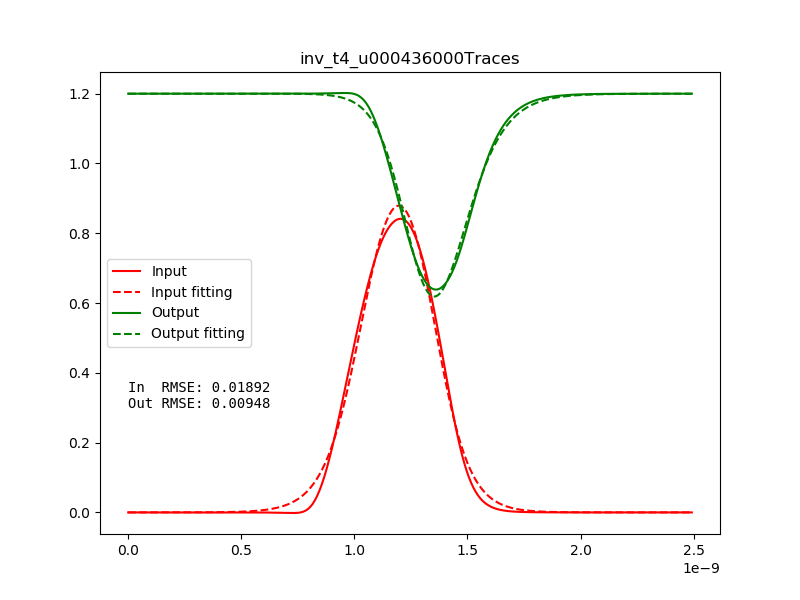 inv_t4_u000436000Traces
1.2
1.0
0.8
0.6
0.4
0.2
0.0
Input
Input fitting
Output
Output fitting
In  RMSE: 0.01892
Out RMSE: 0.00948
0.0
0.5
1.0
1.5
2.0
2.5
1e−9